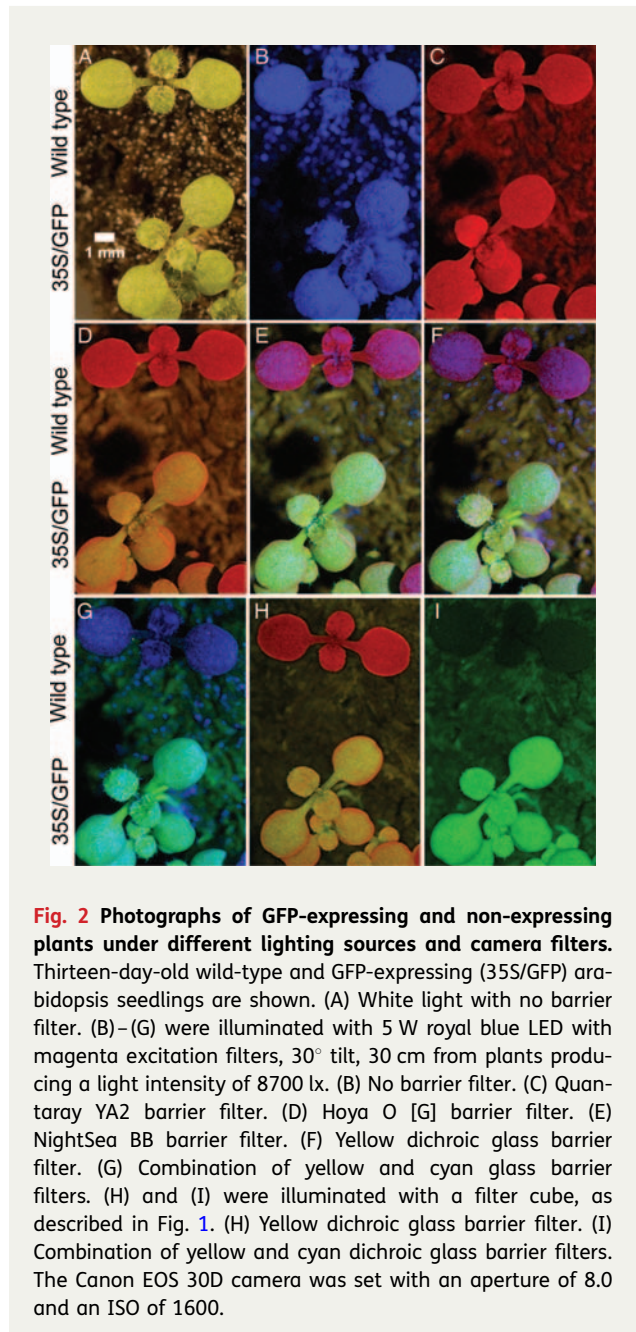 A
B
C
Wild type
35S/GFP
1 mm
D
E
F
Wild type
35S/GFP
G
H
I
Wild type
35S/GFP
Fig. 2 Photographs of GFP-expressing and non-expressing
plants under different lighting sources and camera filters.
Thirteen-day-old wild-type and GFP-expressing (35S/GFP) ara-
bidopsis seedlings are shown. (A) White light with no barrier
filter. (B)–(G) were illuminated with 5 W royal blue LED with
magenta excitation filters, 30° tilt, 30 cm from plants produ-
cing a light intensity of 8700 lx. (B) No barrier filter. (C) Quan-
taray YA2 barrier filter. (D) Hoya O [G] barrier filter. (E)
NightSea BB barrier filter. (F) Yellow dichroic glass barrier
filter. (G) Combination of yellow and cyan glass barrier
filters. (H) and (I) were illuminated with a filter cube, as
described in Fig. 1. (H) Yellow dichroic glass barrier filter. (I)
Combination of yellow and cyan dichroic glass barrier filters.
The Canon EOS 30D camera was set with an aperture of 8.0
and an ISO of 1600.